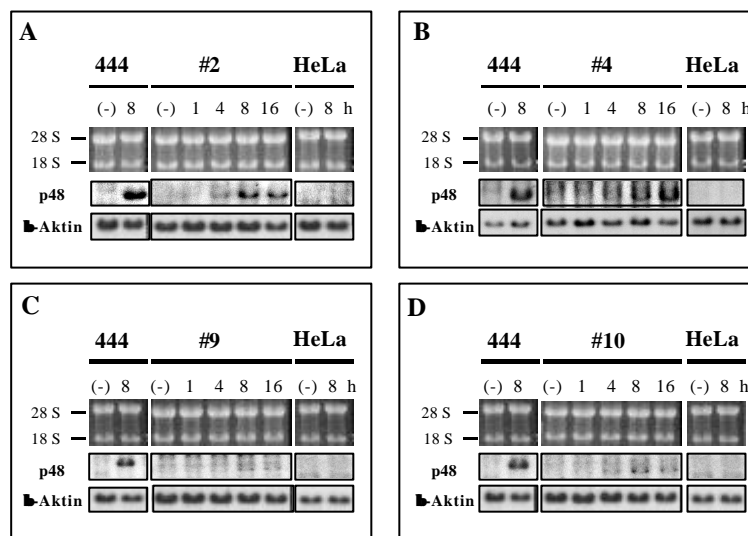 A
444 #2 HeLa
(-) 8 (-) 1 4 8 16 (-) 8 h
28 S
18 S
p48
b-Aktin
B
444 #4 HeLa
(-) 8 (-) 1 4 8 16 (-) 8 h
28 S
18 S
p48
b-Aktin
C
444 #9 HeLa
(-) 8 (-) 1 4 8 16 (-) 8 h
28 S
18 S
p48
b-Aktin
D
444 #10 HeLa
(-) 8 (-) 1 4 8 16 (-) 8 h
28 S
18 S
p48
b-Aktin